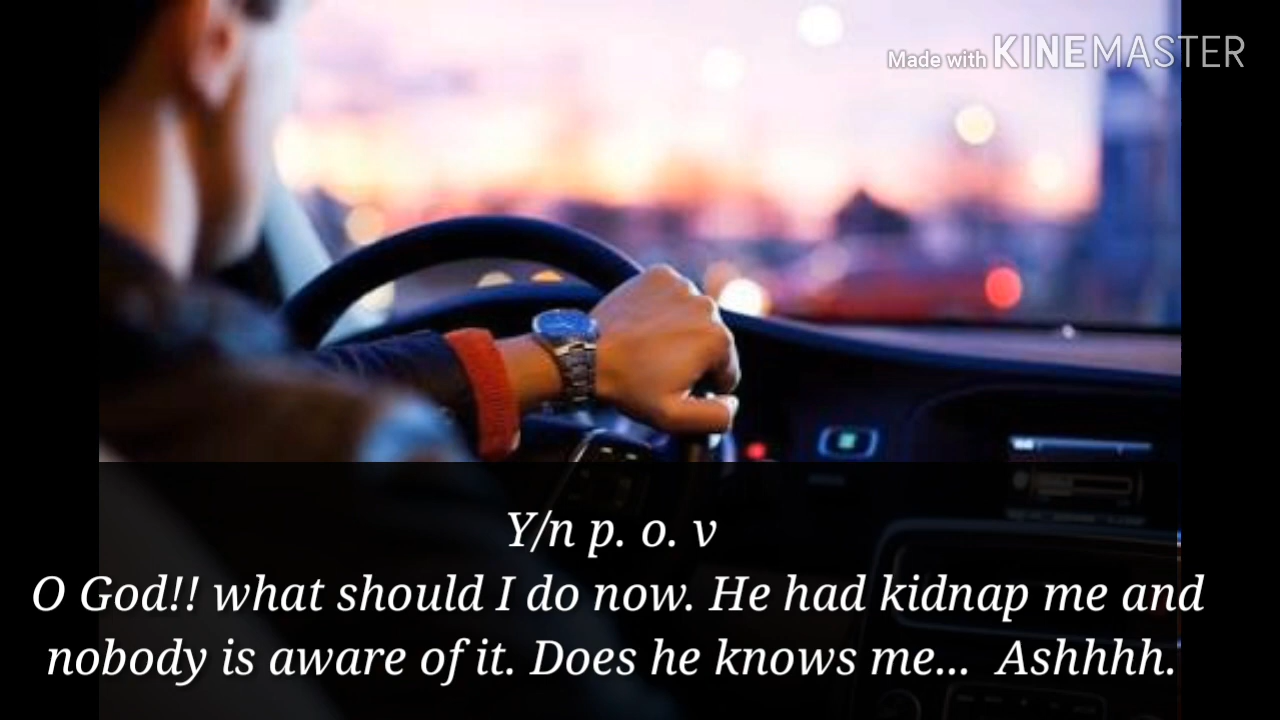 Made with KINEMASTER
Y/n p. o. v
O God!! what should I do now. He had kidnap me and
nobody is aware of it. Does he knows me... Ashhhh.